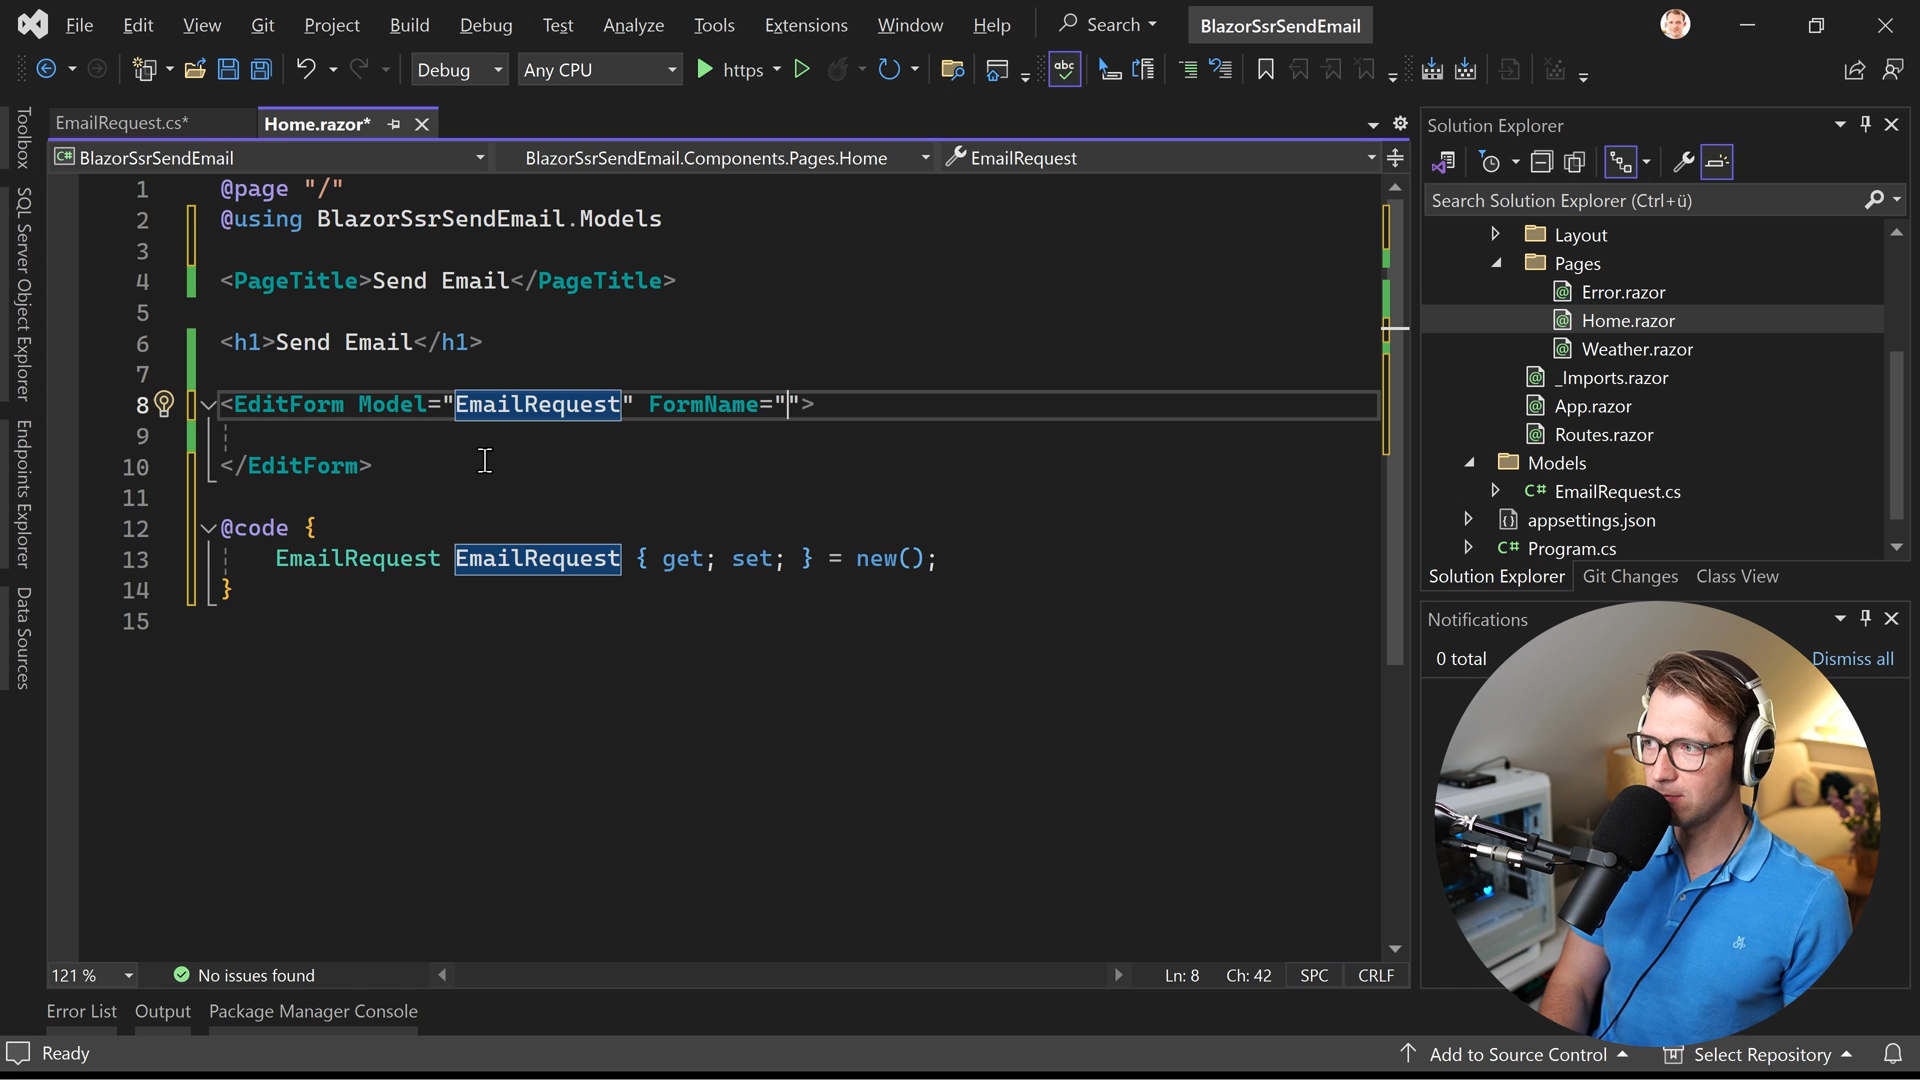 File Edit View Git Project Build Debug Test Analyze Tools Extensions Window Help Search BlazorSsrSendEmail
Debug Any CPU https abc
Toolbox
SQL Server Object Explorer
Endpoints Explorer
Data Sources
EmailRequest.cs* Home.razor*
BlazorSsrSendEmail BlazorSsrSendEmail.Components.Pages.Home EmailRequest
1 @page "/"
2 @using BlazorSsrSendEmail.Models
3
4 <PageTitle>Send Email</PageTitle>
5
6 <h1>Send Email</h1>
7
8 <EditForm Model="EmailRequest" FormName="">
9
10 </EditForm>
11
12 @code {
13 EmailRequest EmailRequest { get; set; } = new();
14 }
15
121 % No issues found Ln: 8 Ch: 42 SPC CRLF
Error List Output Package Manager Console
Ready
Solution Explorer
Search Solution Explorer (Ctrl+ü)
Layout
Pages
Error.razor
Home.razor
Weather.razor
_Imports.razor
App.razor
Routes.razor
Models
C# EmailRequest.cs
appsettings.json
C# Program.cs
Solution Explorer Git Changes Class View
Notifications
0 total Dismiss all
Add to Source Control Select Repository